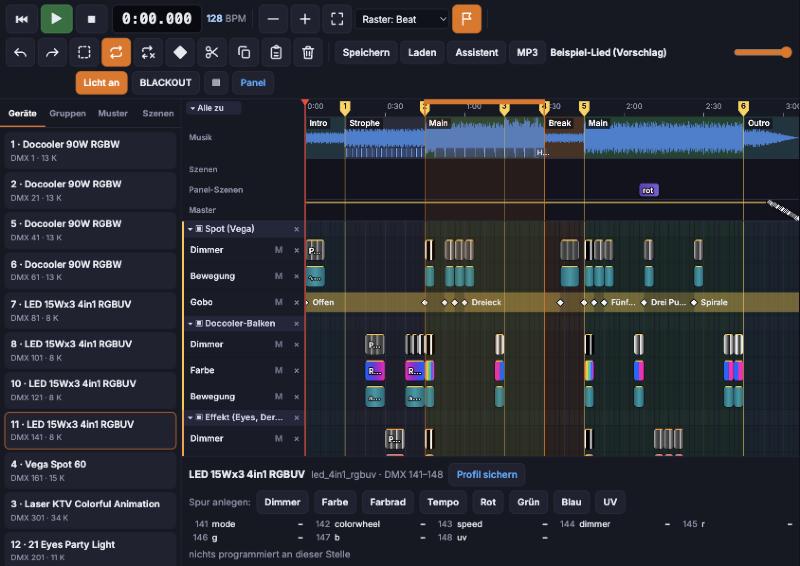 0:00.000 128 BPM Raster: Beat
Speichern Laden Assistent MP3 Beispiel-Lied (Vorschlag)
Licht an BLACKOUT Panel
Geräte Gruppen Muster Szenen
1 · Docooler 90W RGBW
DMX 1 · 13 K
2 · Docooler 90W RGBW
DMX 21 · 13 K
5 · Docooler 90W RGBW
DMX 41 · 13 K
6 · Docooler 90W RGBW
DMX 61 · 13 K
7 · LED 15Wx3 4in1 RGBUV
DMX 81 · 8 K
8 · LED 15Wx3 4in1 RGBUV
DMX 101 · 8 K
10 · LED 15Wx3 4in1 RGBUV
DMX 121 · 8 K
11 · LED 15Wx3 4in1 RGBUV
DMX 141 · 8 K
4 · Vega Spot 60
DMX 161 · 15 K
3 · Laser KTV Colorful Animation
DMX 301 · 34 K
12 · 21 Eyes Party Light
DMX 201 · 11 K
Alle zu 0:00 1 0:30 2 1:00 3 4 5 2:00 2:30 6 3:00
Intro Strophe Main Break Main Outro
Musik H...
Szenen
Panel-Szenen rot
Master
Spot (Vega) ×
Dimmer M × P...
Bewegung M ×
Gobo M × Offen Dreieck Fünf... Drei Pu... Spirale
Docooler-Balken ×
Dimmer M × P...
Farbe M × R... R...
Bewegung M ×
Effekt (Eyes, Der... ×
Dimmer M × P...
LED 15Wx3 4in1 RGBUV led_4in1_rgbuv · DMX 141–148 Profil sichern
Spur anlegen: Dimmer Farbe Farbrad Tempo Rot Grün Blau UV
141 mode – 142 colorwheel – 143 speed – 144 dimmer – 145 r –
146 g – 147 b – 148 uv –
nichts programmiert an dieser Stelle